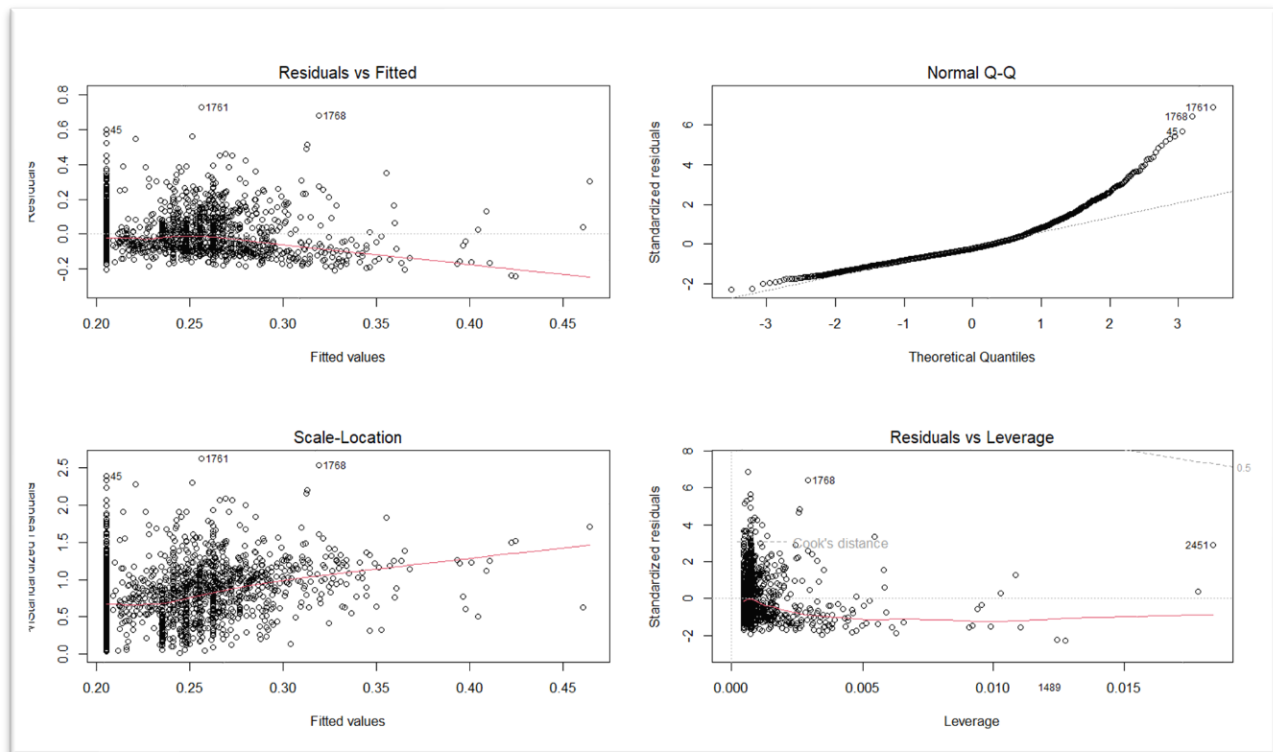 Residuals vs Fitted
Residuals
0.8
0.6
0.4
0.2
0.0
-0.2
1761
1768
45
0.20 0.25 0.30 0.35 0.40 0.45
Fitted values
Normal Q-Q
Standardized residuals
6
4
2
0
-2
1761
1768
45
-3 -2 -1 0 1 2 3
Theoretical Quantiles
Scale-Location
2.5
2.0
1.5
1.0
0.5
0.0
1761
1768
45
0.20 0.25 0.30 0.35 0.40 0.45
Fitted values
Residuals vs Leverage
Standardized residuals
8
6
4
2
0
-2
1768
0.5
Cook's distance
2451
0.000 0.005 0.010 1489 0.015
Leverage